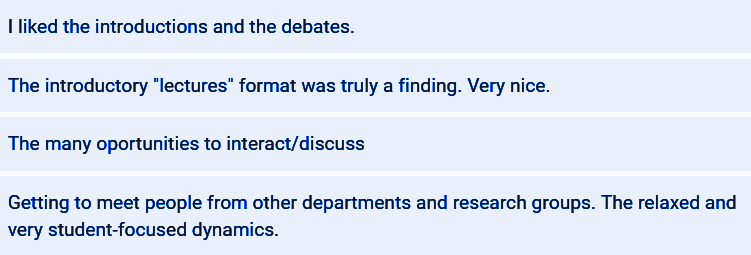 I liked the introductions and the debates.
The introductory "lectures" format was truly a finding. Very nice.
The many oportunities to interact/discuss
Getting to meet people from other departments and research groups. The relaxed and
very student-focused dynamics.